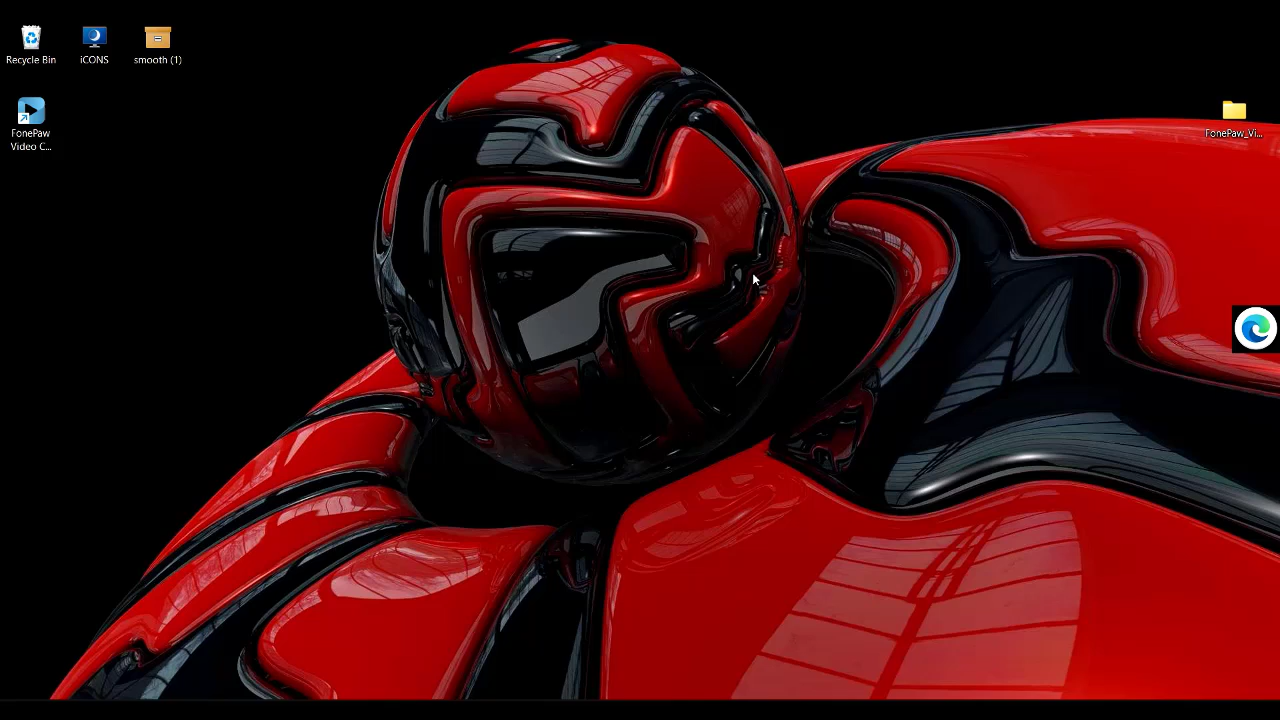 Recycle Bin
iCONS
smooth (1)
FonePaw
Video C...
FonePaw_Vi...